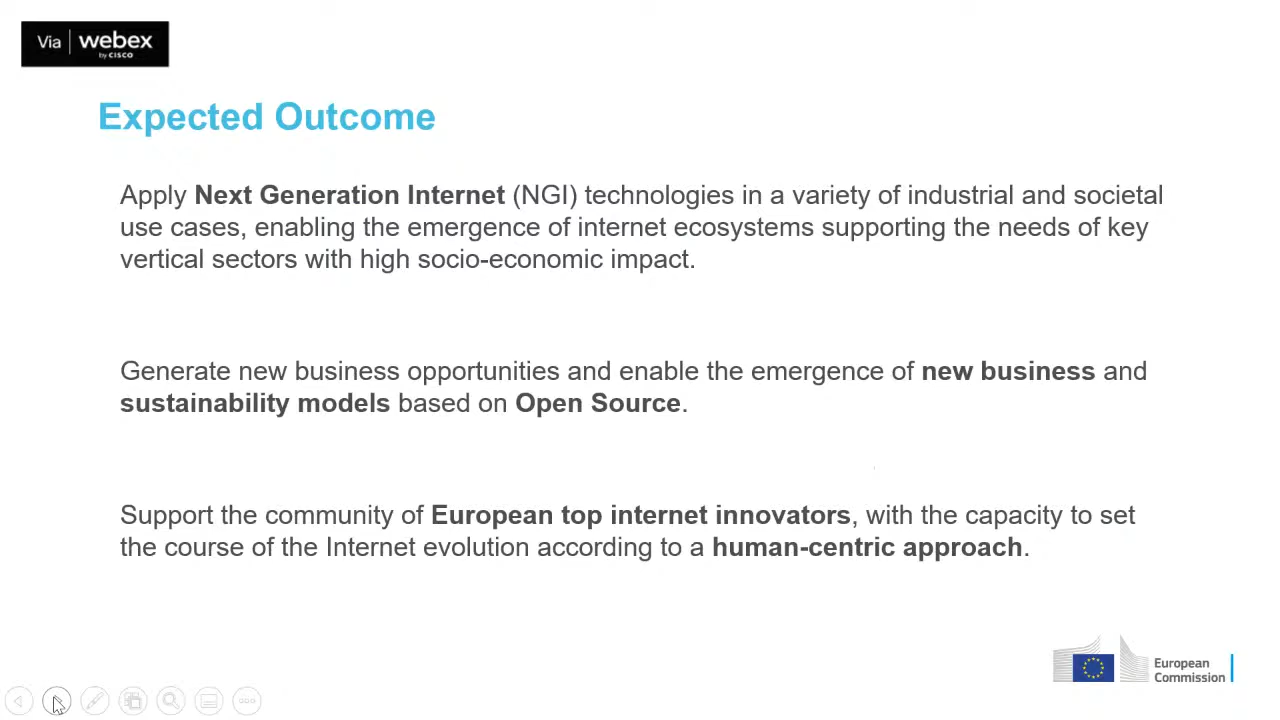 Via | webex
by CISCO
Expected Outcome
Apply Next Generation Internet (NGI) technologies in a variety of industrial and societal
use cases, enabling the emergence of internet ecosystems supporting the needs of key
vertical sectors with high socio-economic impact.
Generate new business opportunities and enable the emergence of new business and
sustainability models based on Open Source.
Support the community of European top internet innovators, with the capacity to set
the course of the Internet evolution according to a human-centric approach.
European
Commission